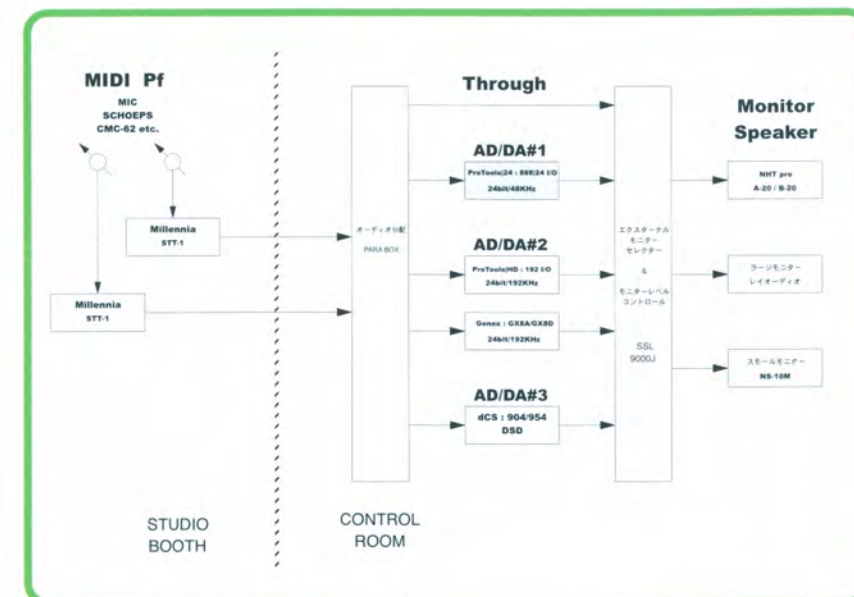 MIDI Pf
MIC
SCHOEPS
CMC-62 etc.
Millennia
STT-1
Millennia
STT-1
STUDIO
BOOTH
オーディオ分配
PARA BOX
CONTROL
ROOM
Through
AD/DA#1
ProTools|24 : 888|24 I/O
24bit/48KHz
AD/DA#2
ProTools|HD : 192 I/O
24bit/192KHz
Genex : GX8A/GX8D
24bit/192KHz
AD/DA#3
dCS : 904/954
DSD
エクスターナル
モニター
セレクター
&
モニターレベル
コントロール
SSL
9000J
Monitor
Speaker
NHT pro
A-20 / B-20
ラージモニター
レイオーディオ
スモールモニター
NS-10M